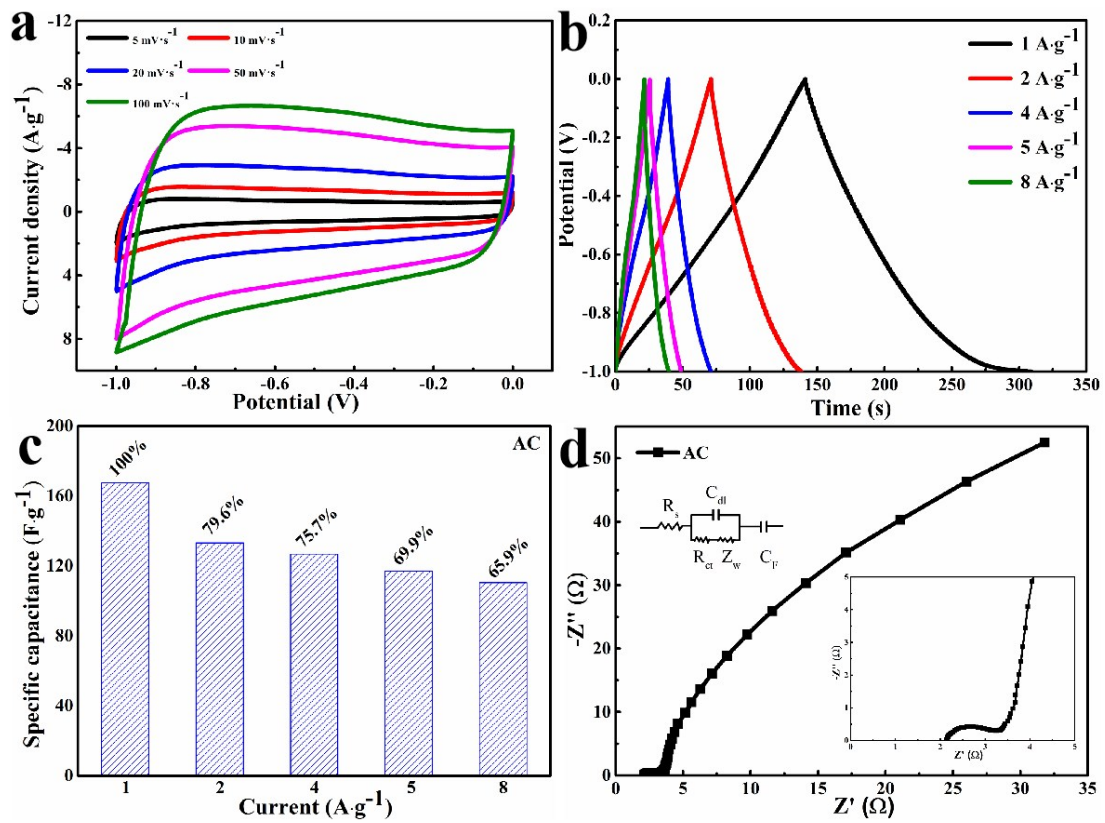 a
5 mV·s-1
10 mV·s-1
20 mV·s-1
50 mV·s-1
100 mV·s-1
-12
-8
-4
0
4
8
Current density (A·g-1)
-1.0
-0.8
-0.6
-0.4
-0.2
0.0
Potential (V)
b
1 A·g-1
2 A·g-1
4 A·g-1
5 A·g-1
8 A·g-1
0.2
0.0
-0.2
-0.4
-0.6
-0.8
-1.0
Potential (V)
0
50
100
150
200
250
300
350
Time (s)
c
AC
200
160
120
80
40
0
Specific capacitance (F·g-1)
100%
79.6%
75.7%
69.9%
65.9%
1
2
4
5
8
Current (A·g-1)
d
AC
Rs
Cdl
Rct
Zw
CF
50
40
30
20
10
0
-Z'' (Ω)
0
5
10
15
20
25
30
35
Z' (Ω)
5
4
3
2
1
0
-Z'' (Ω)
0
1
2
3
4
5
Z' (Ω)